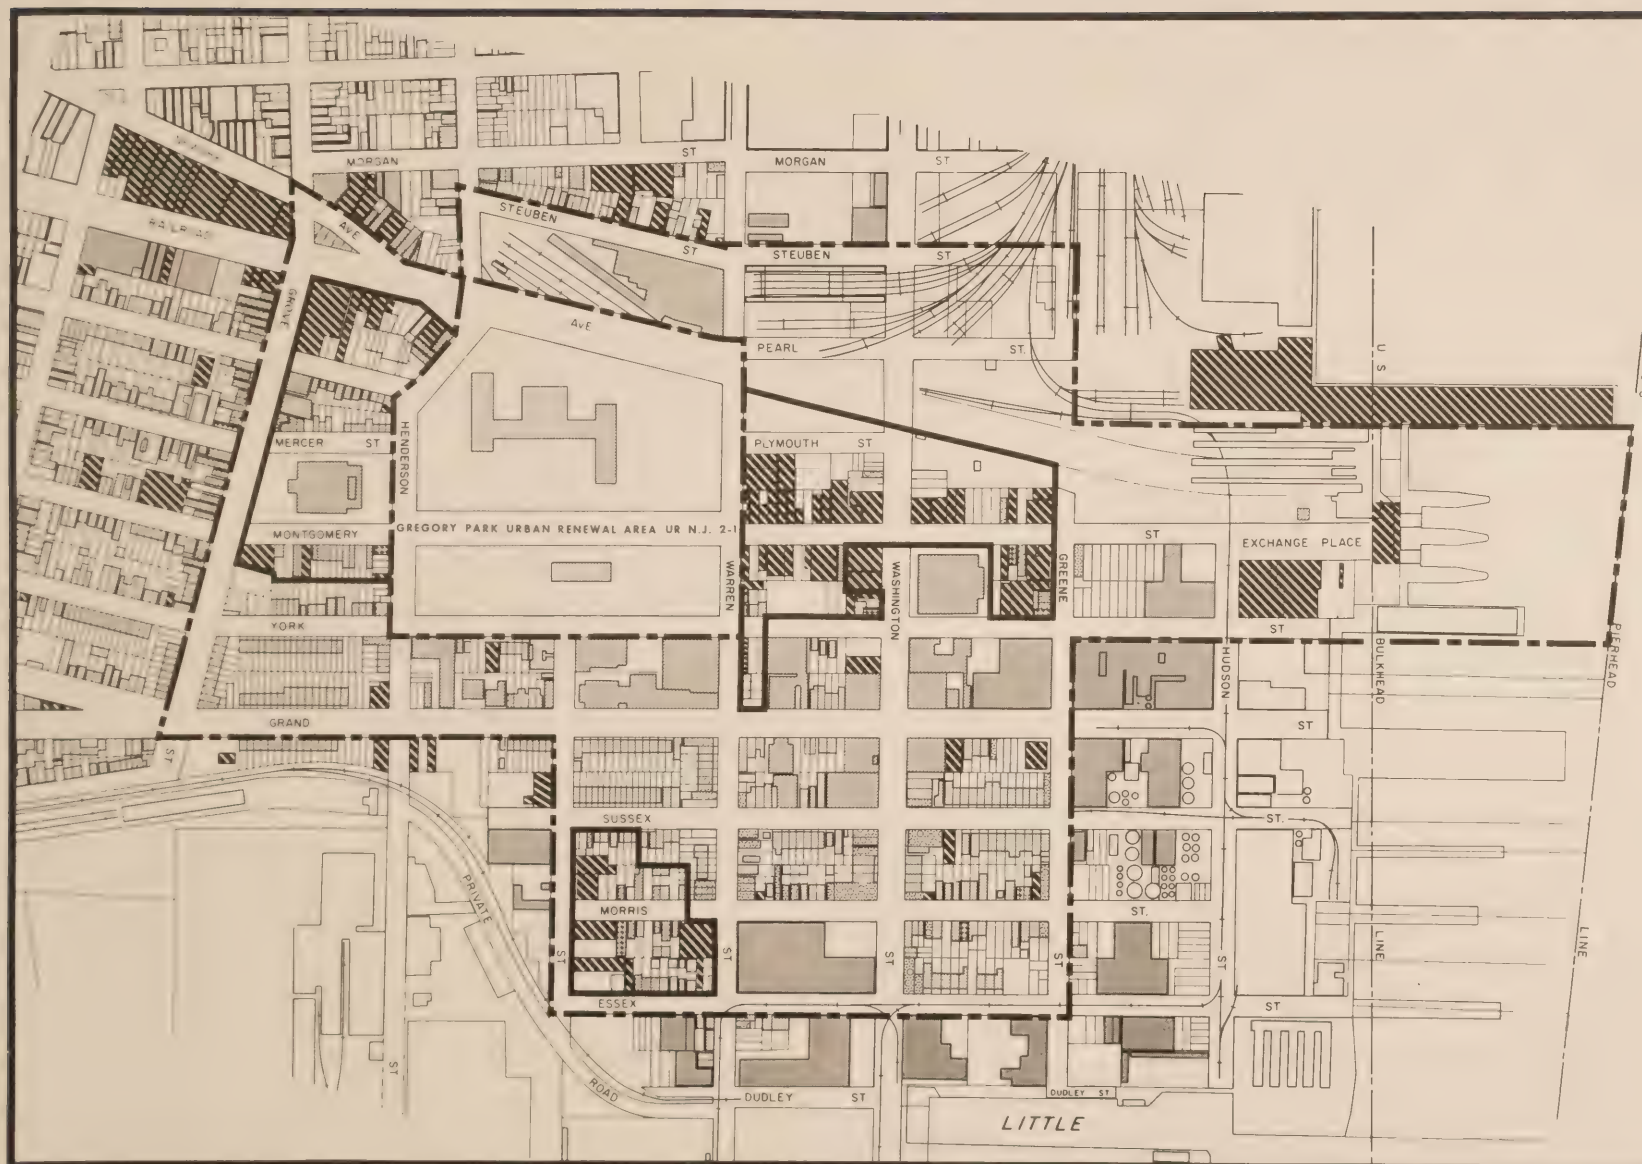 MORGAN
ST
MORGAN
ST
RAILROAD
AVE
STEUBEN
ST
STEUBEN
ST
GROVE
AVE
PEARL
ST.
U S
HENDERSON
MERCER
ST
PLYMOUTH
ST
MONTGOMERY
GREGORY PARK URBAN RENEWAL AREA UR N.J. 2-1
ST
EXCHANGE PLACE
WARREN
WASHINGTON
GREENE
YORK
ST
HUDSON
BULKHEAD
PIERHEAD
GRAND
ST
ST
SUSSEX
ST.
PRIVATE
MORRIS
ST.
ST
ST
ST
ST
ST
LINE
LINE
ESSEX
ST
ST
ROAD
DUDLEY
ST
DUDLEY ST
LITTLE